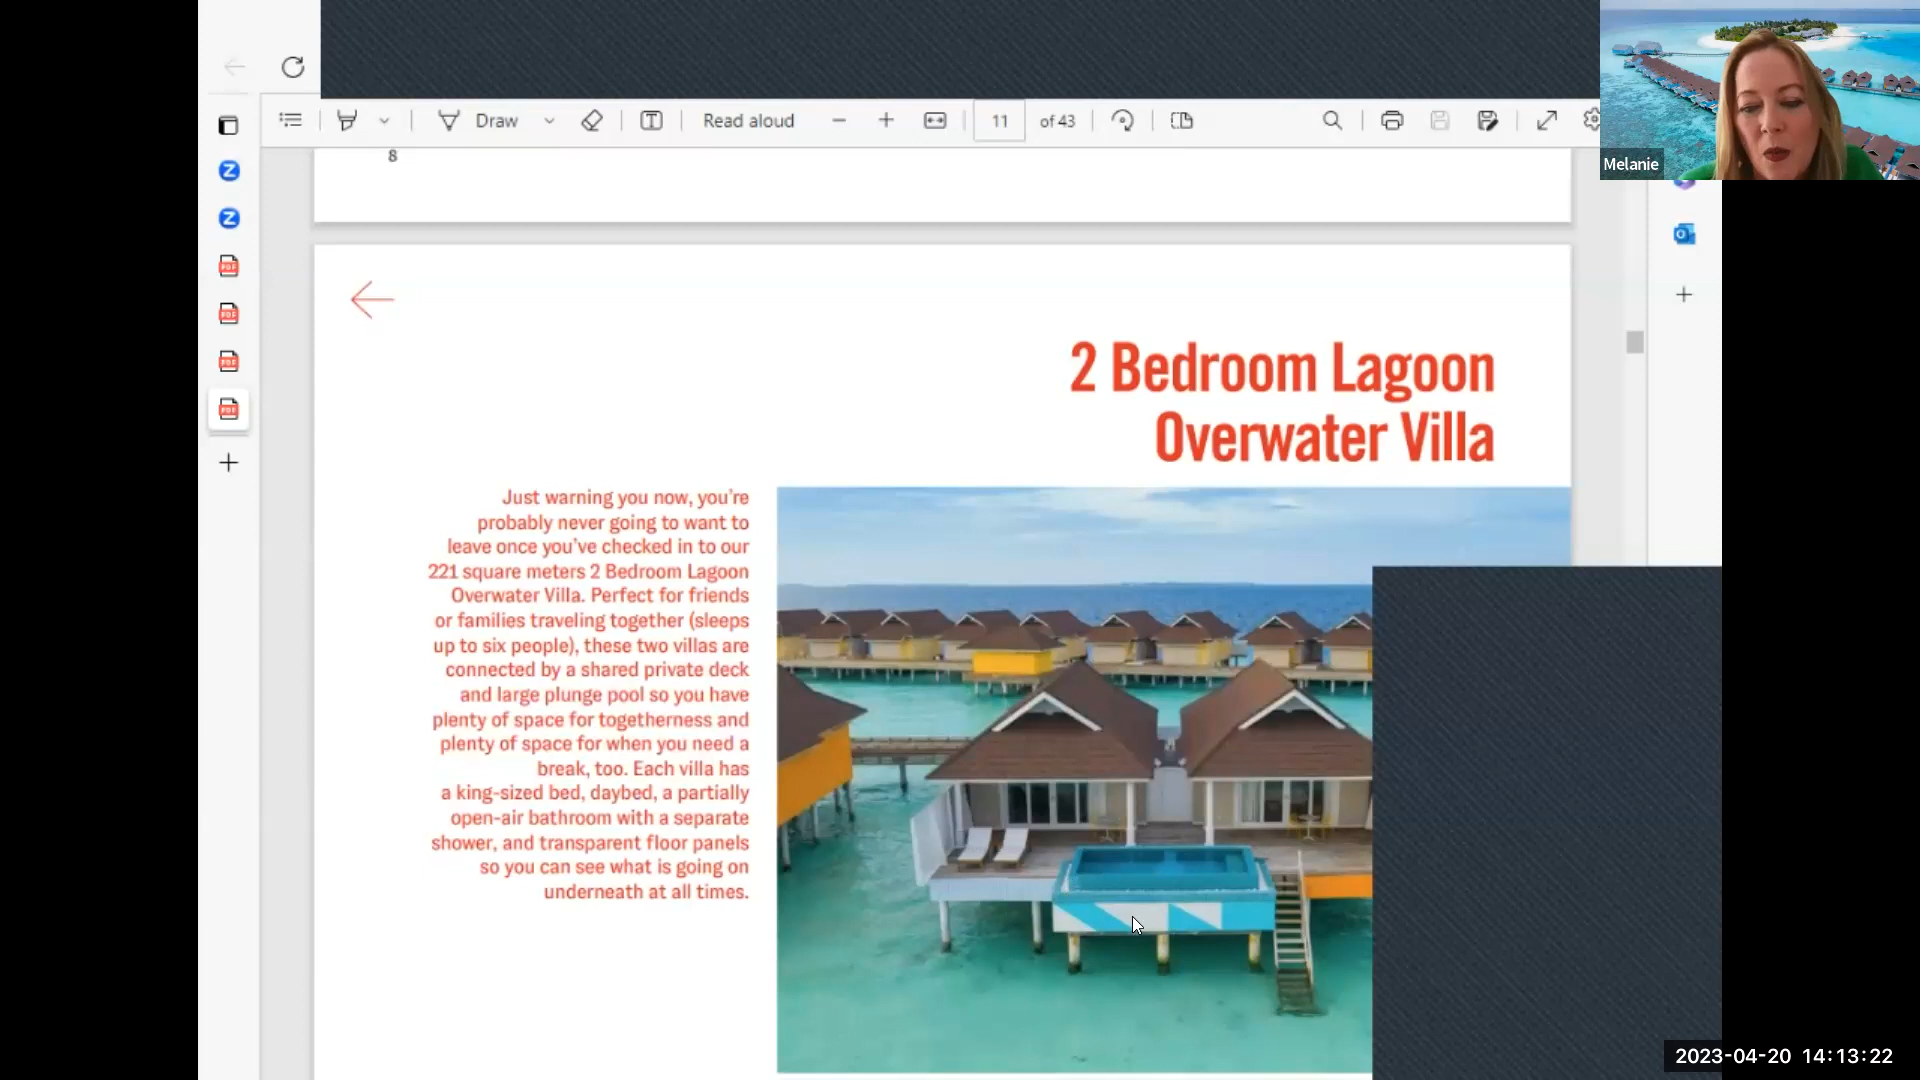 Draw
Read aloud
11
of 43
Melanie
8
2 Bedroom Lagoon
Overwater Villa
Just warning you now, you're
probably never going to want to
leave once you've checked in to our
221 square meters 2 Bedroom Lagoon
Overwater Villa. Perfect for friends
or families traveling together (sleeps
up to six people), these two villas are
connected by a shared private deck
and large plunge pool so you have
plenty of space for togetherness and
plenty of space for when you need a
break, too. Each villa has
a king-sized bed, daybed, a partially
open-air bathroom with a separate
shower, and transparent floor panels
so you can see what is going on
underneath at all times.
2023-04-20 14:13:22